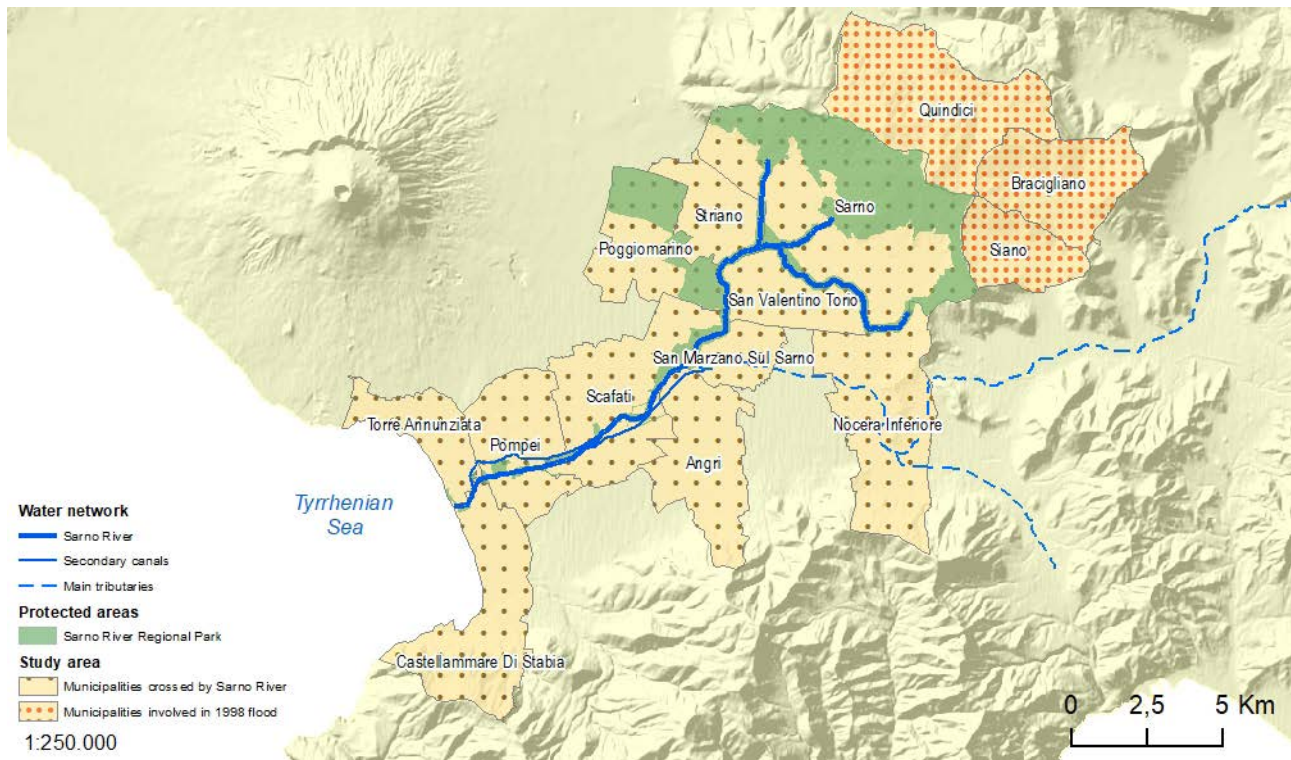 Quindici
Bracigliano
Siano
Sarno
Striano
Poggiomarino
San Valentino Torio
San Marzano Sul Sarno
Scafati
Torre Annunziata
Nocera Inferiore
Pompei
Angri
Tyrrhenian
Sea
Castellammare Di Stabia
Water network
Sarno River
Secondary canals
Main tributaries
Protected areas
Sarno River Regional Park
Study area
Municipalities crossed by Sarno River
Municipalities involved in 1998 flood
1:250.000
0 2,5 5 Km